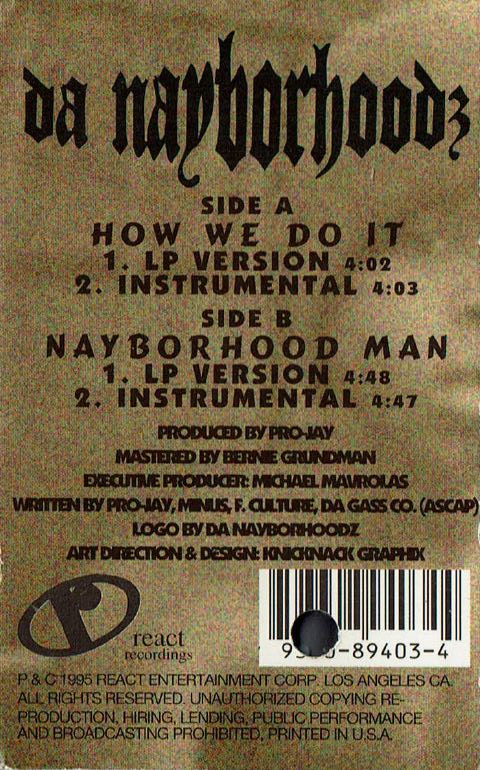 da nayborhoodz
SIDE A
HOW WE DO IT
1. LP VERSION 4:02
2. INSTRUMENTAL 4:03
SIDE B
NAYBORHOOD MAN
1. LP VERSION 4:48
2. INSTRUMENTAL 4:47
PRODUCED BY PRO-JAY
MASTERED BY BERNIE GRUNDMAN
EXECUTIVE PRODUCER: MICHAEL MAVROLAS
WRITTEN BY PRO-JAY, MINUS, F. CULTURE, DA GASS CO. (ASCAP)
LOGO BY DA NAYBORHOODZ
ART DIRECTION & DESIGN: KNICKNACK GRAPHIX
r
react
recordings
-89403-4
P & C 1995 REACT ENTERTAINMENT CORP. LOS ANGELES CA.
ALL RIGHTS RESERVED. UNAUTHORIZED COPYING RE-
PRODUCTION, HIRING, LENDING, PUBLIC PERFORMANCE
AND BROADCASTING PROHIBITED, PRINTED IN U.S.A.